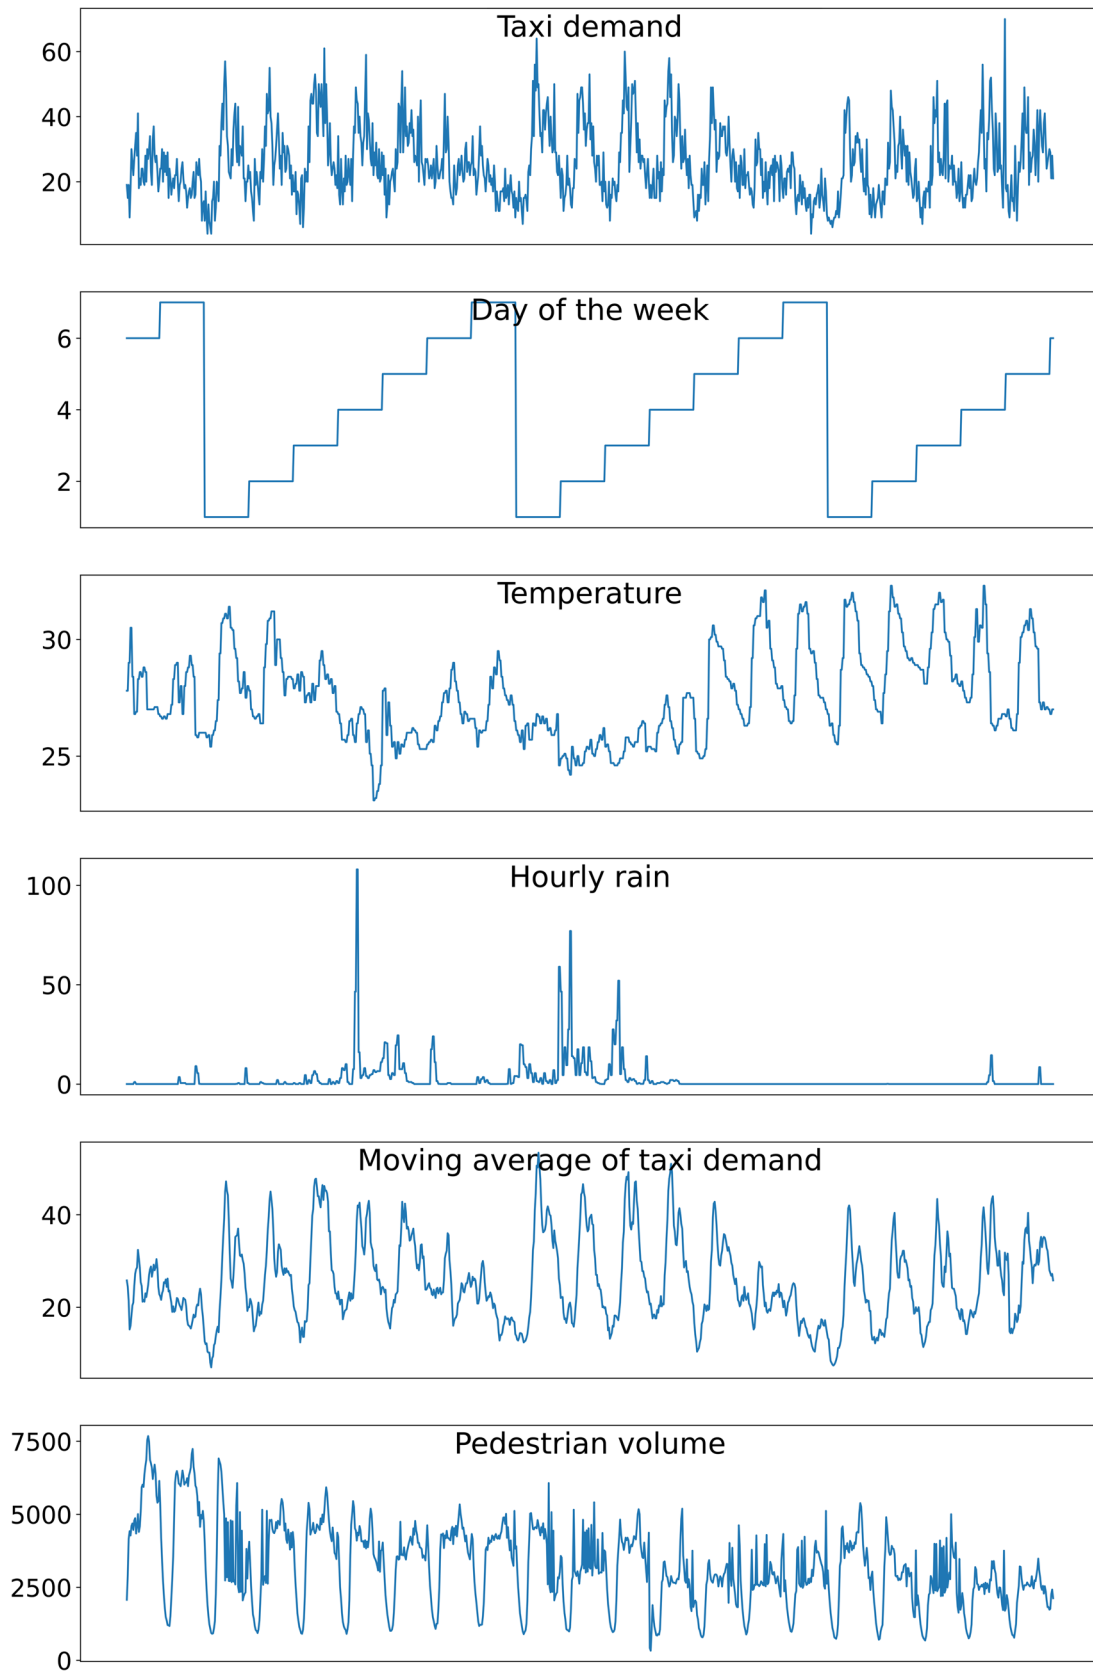 Taxi demand
60
40
20
Day of the week
6
4
2
Temperature
30
25
Hourly rain
100
50
0
Moving average of taxi demand
40
20
Pedestrian volume
7500
5000
2500
0